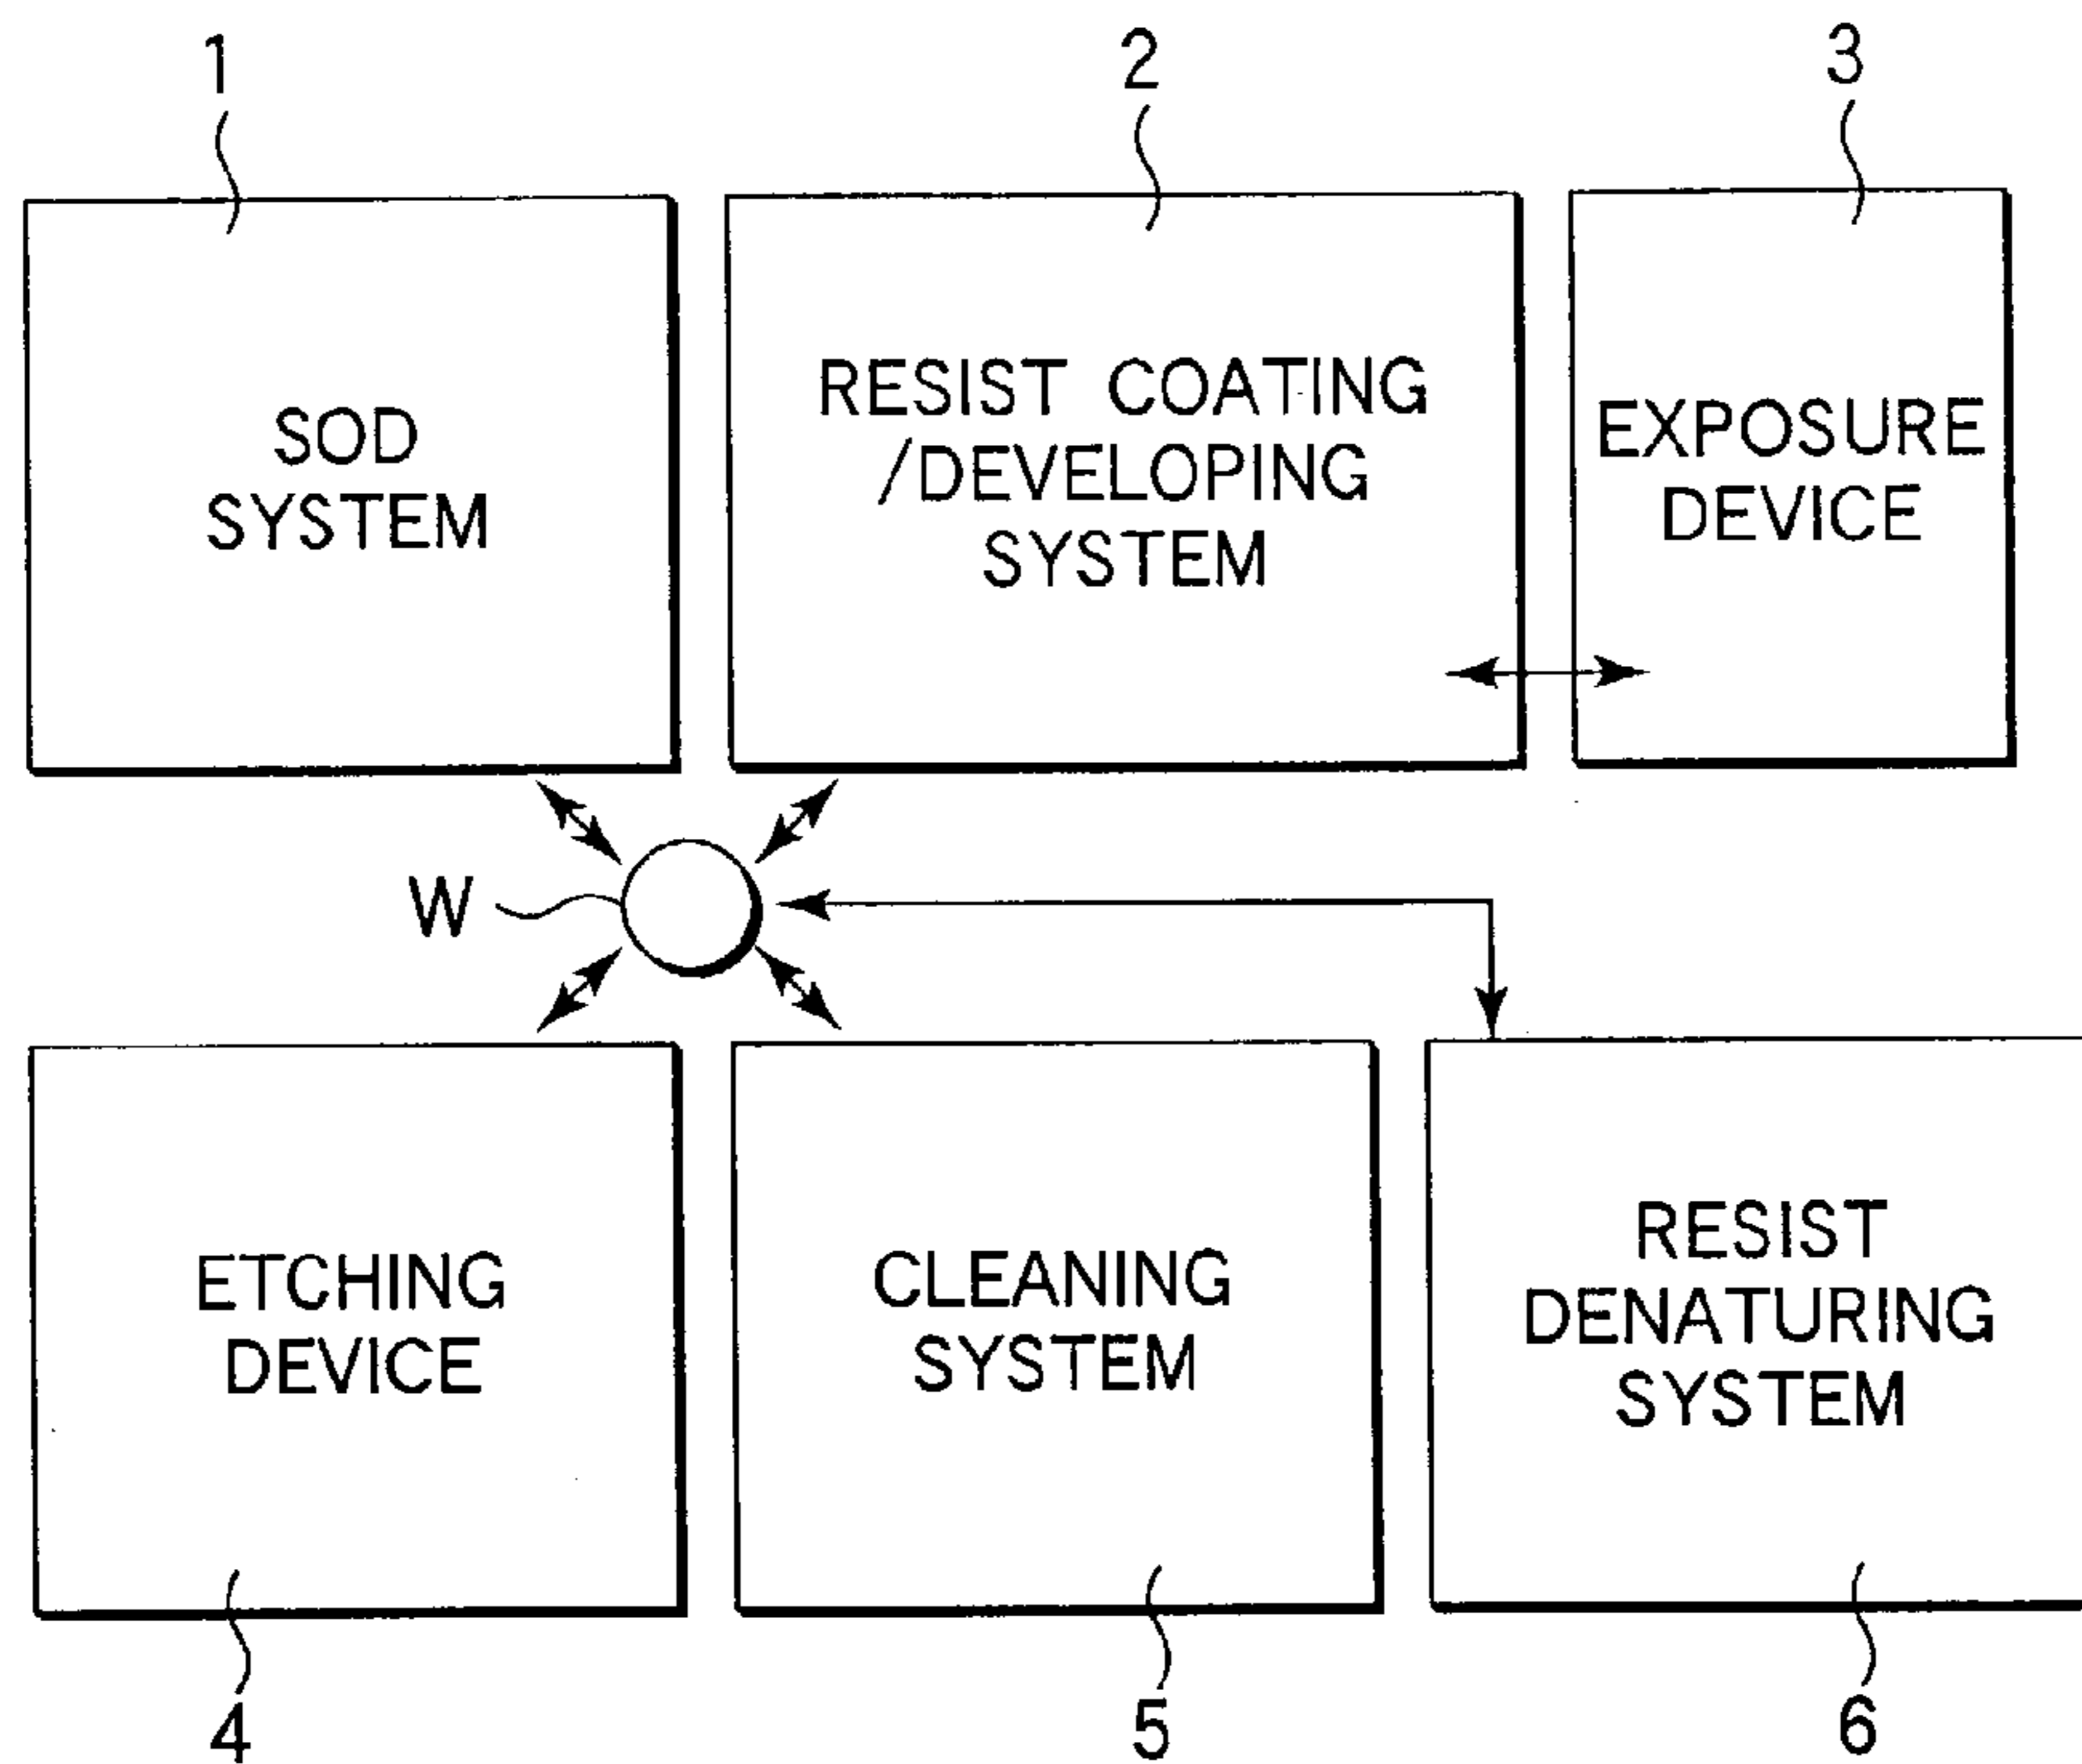 1
2
3
SOD
SYSTEM
RESIST COATING
/DEVELOPING
SYSTEM
EXPOSURE
DEVICE
W
ETCHING
DEVICE
CLEANING
SYSTEM
RESIST
DENATURING
SYSTEM
4
5
6